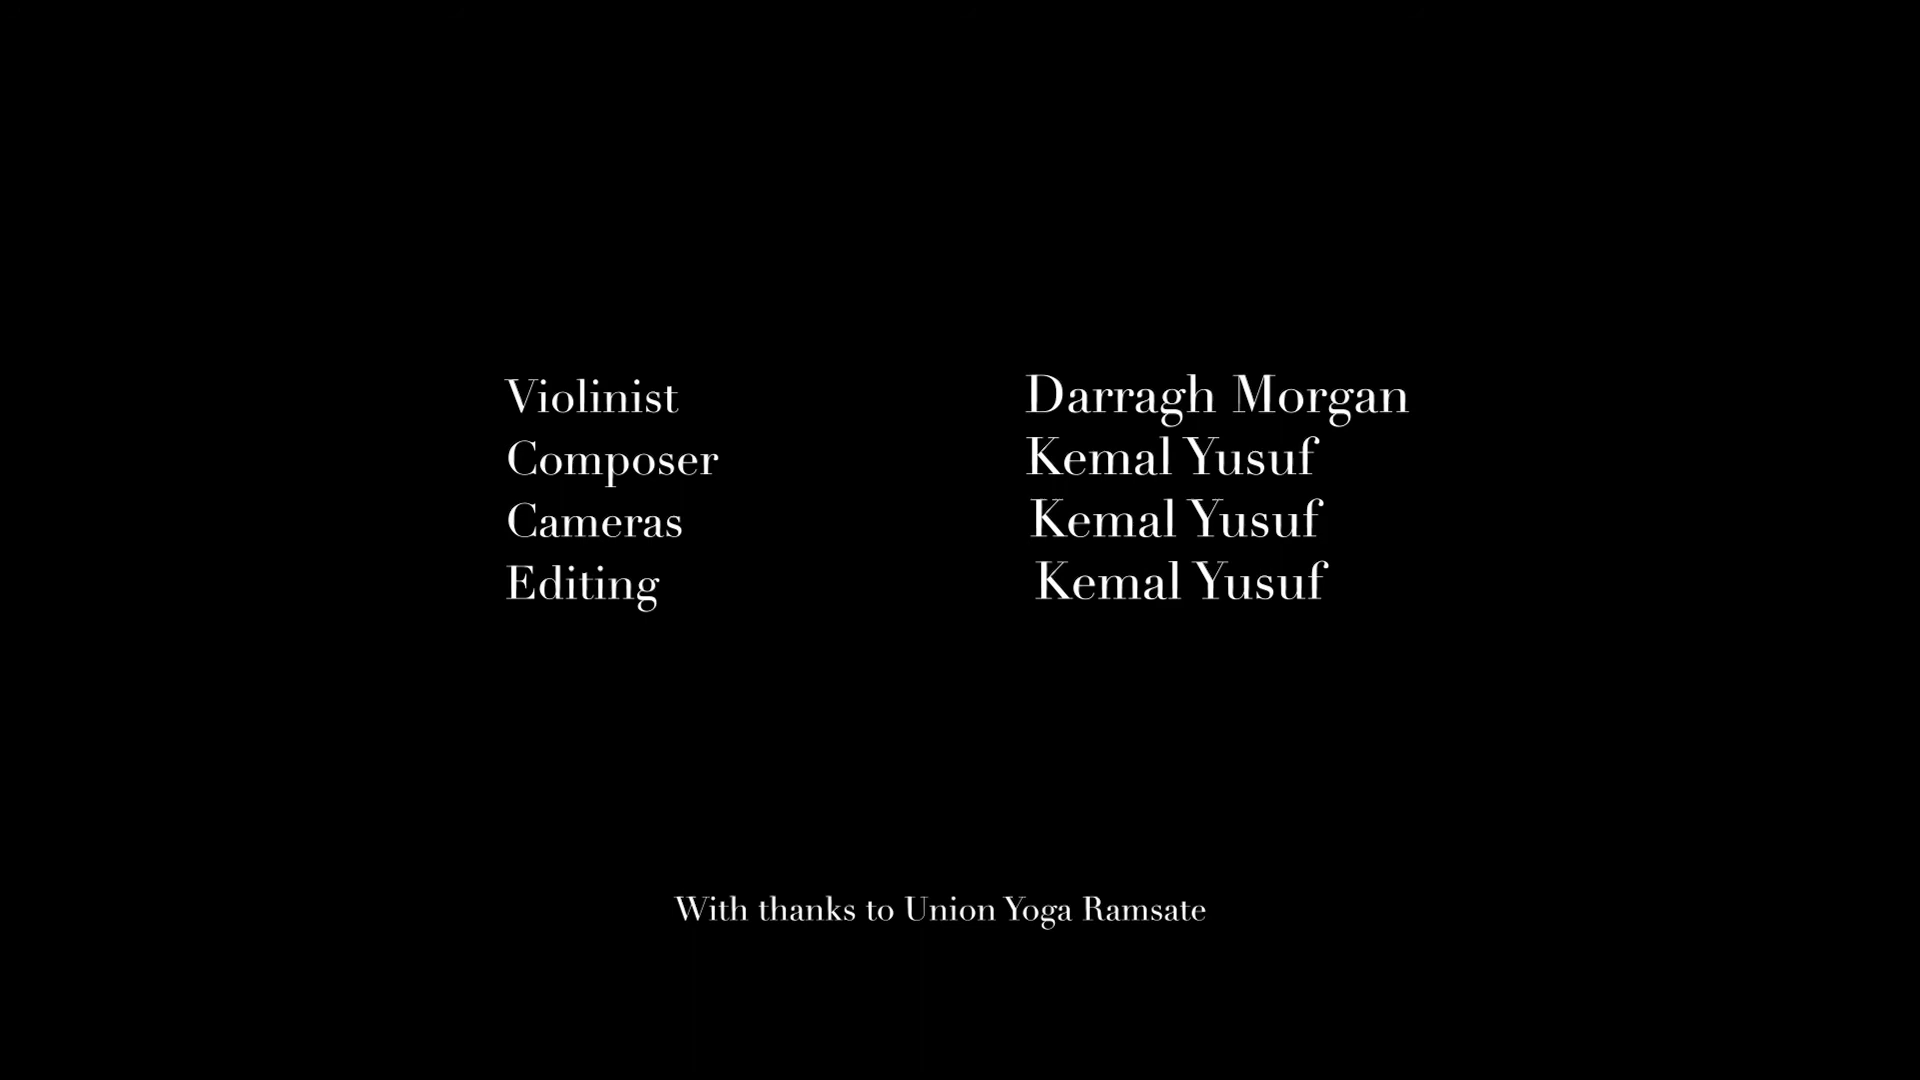 Violinist Darragh Morgan
Composer Kemal Yusuf
Cameras Kemal Yusuf
Editing Kemal Yusuf
With thanks to Union Yoga Ramsate